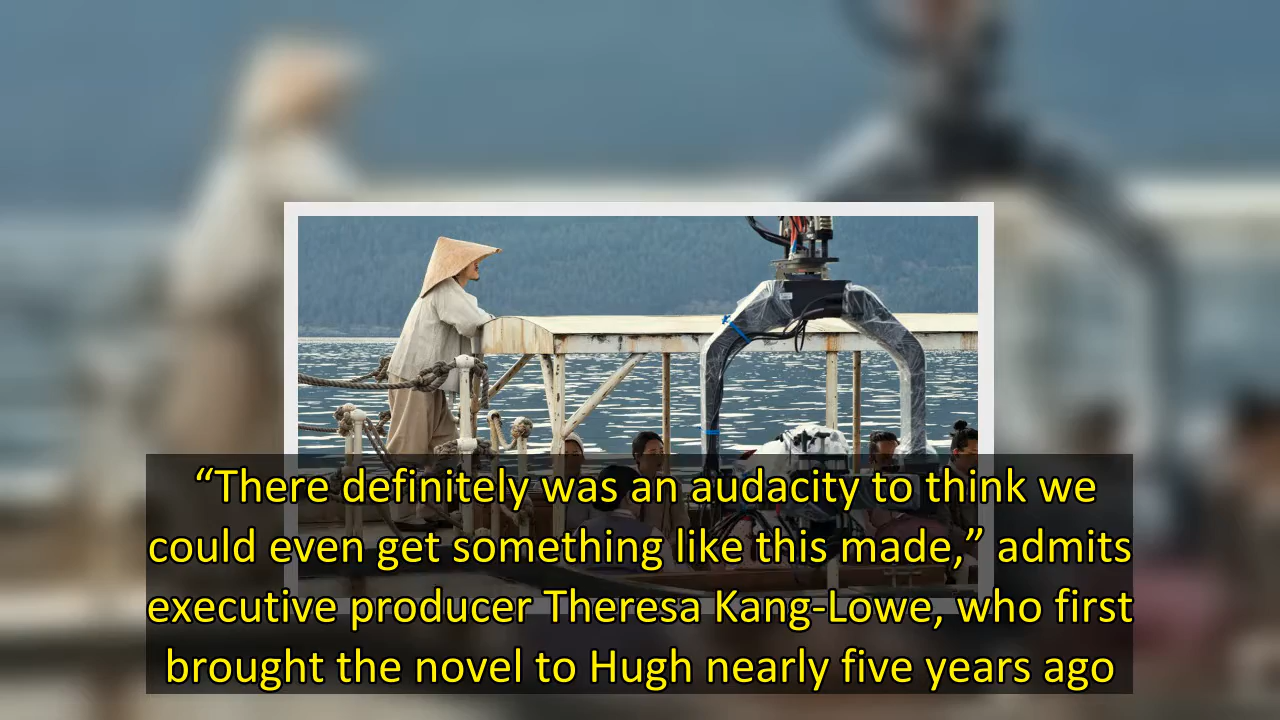 “There definitely was an audacity to think we
could even get something like this made,” admits
executive producer Theresa Kang-Lowe, who first
brought the novel to Hugh nearly five years ago